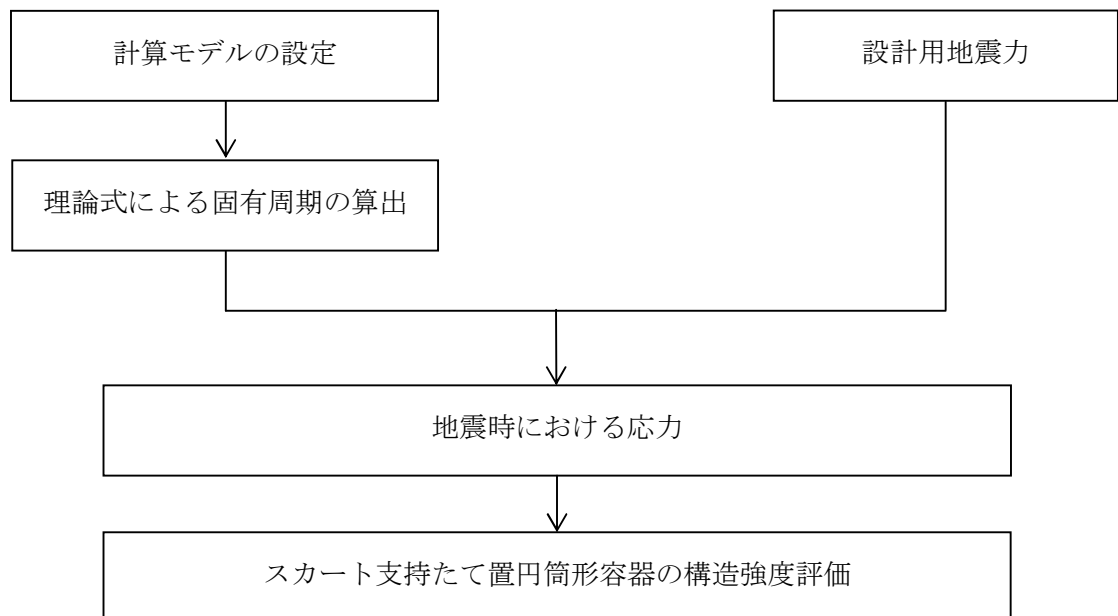 計算モデルの設定
設計用地震力
理論式による固有周期の算出
地震時における応力
スカート支持たて置円筒形容器の構造強度評価